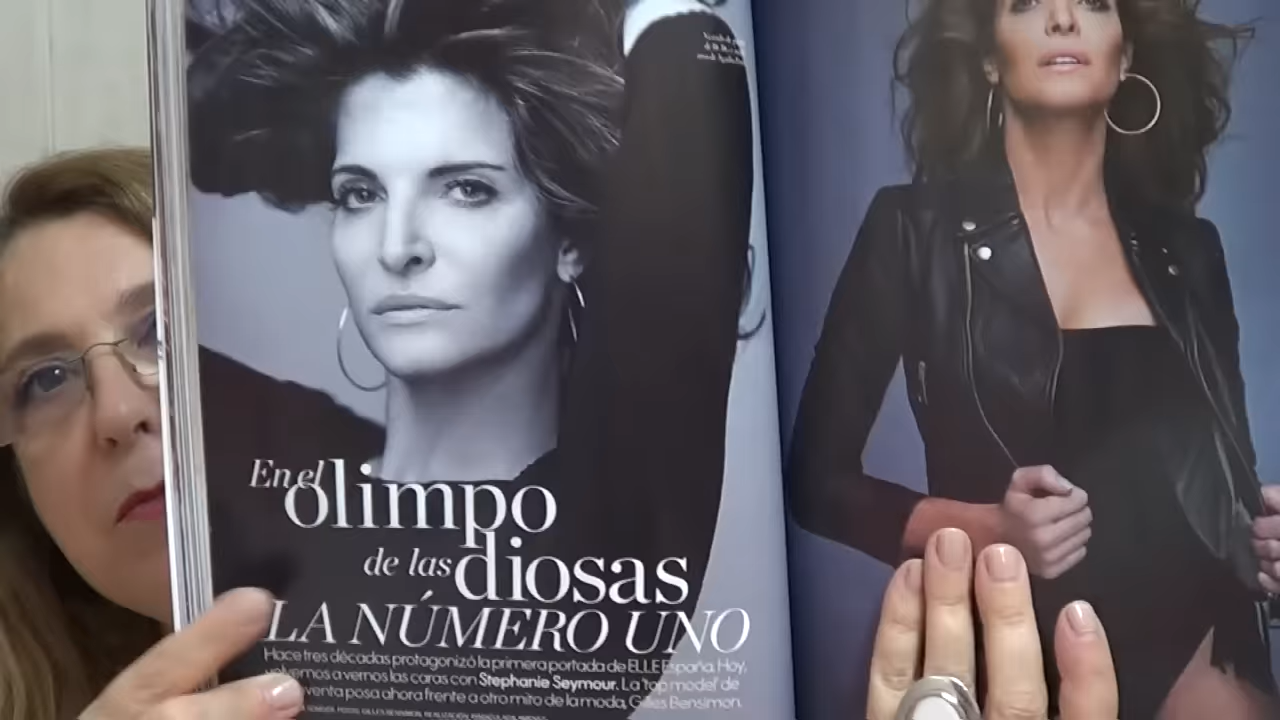 En el olimpo
de las diosas
LA NÚMERO UNO
Hace tres décadas protagonizó la primera portada de ELLE España. Hoy,
volvemos a vernos las caras con Stephanie Seymour. La 'top model' de
venta posa ahora frente a otro mito de la moda, Gilles Bensimon.